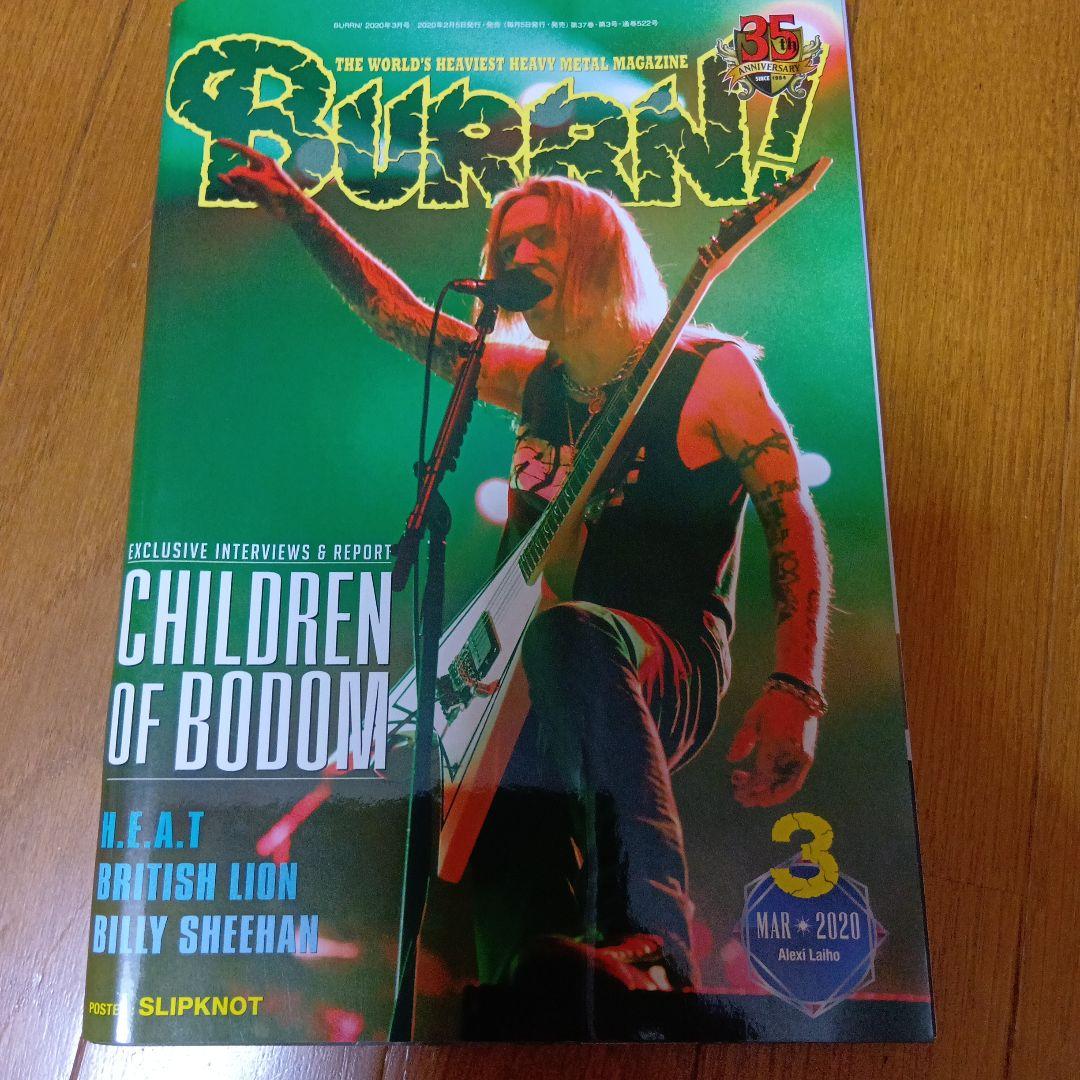 BURRN! 2020年3月号 2020年2月5日発行・発売 (毎月5日発行・発売) 第37巻・第3号・通巻522号
THE WORLD'S HEAVIEST HEAVY METAL MAGAZINE
35th
ANNIVERSARY
SINCE 1984
BURRN!
EXCLUSIVE INTERVIEWS & REPORT
CHILDREN
OF BODOM
H.E.A.T
BRITISH LION
BILLY SHEEHAN
POSTER: SLIPKNOT
3
MAR 2020
Alexi Laiho